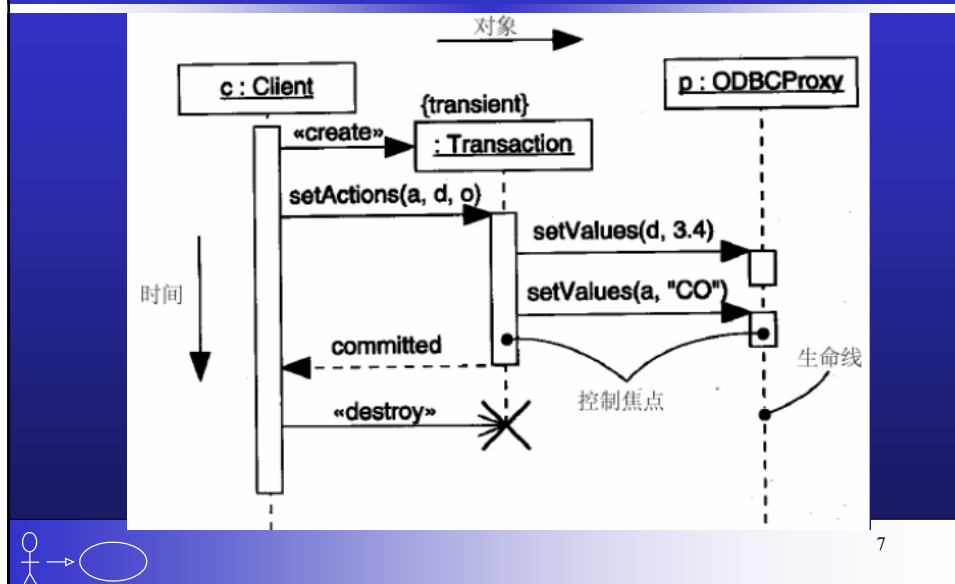 对象
c : Client
p : ODBCProxy
{transient}
«create»
: Transaction
setActions(a, d, o)
setValues(d, 3.4)
时间
setValues(a, "CO")
committed
生命线
控制焦点
«destroy»
7